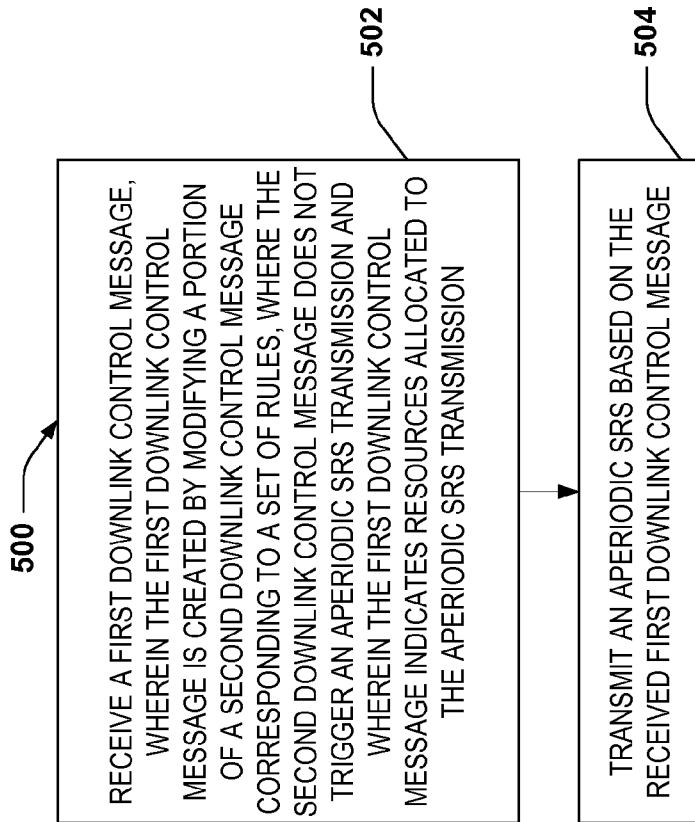 500
RECEIVE A FIRST DOWNLINK CONTROL MESSAGE,
WHEREIN THE FIRST DOWNLINK CONTROL
MESSAGE IS CREATED BY MODIFYING A PORTION
OF A SECOND DOWNLINK CONTROL MESSAGE
CORRESPONDING TO A SET OF RULES, WHERE THE
SECOND DOWNLINK CONTROL MESSAGE DOES NOT
TRIGGER AN APERIODIC SRS TRANSMISSION AND
WHEREIN THE FIRST DOWNLINK CONTROL
MESSAGE INDICATES RESOURCES ALLOCATED TO
THE APERIODIC SRS TRANSMISSION
502
TRANSMIT AN APERIODIC SRS BASED ON THE
RECEIVED FIRST DOWNLINK CONTROL MESSAGE
504